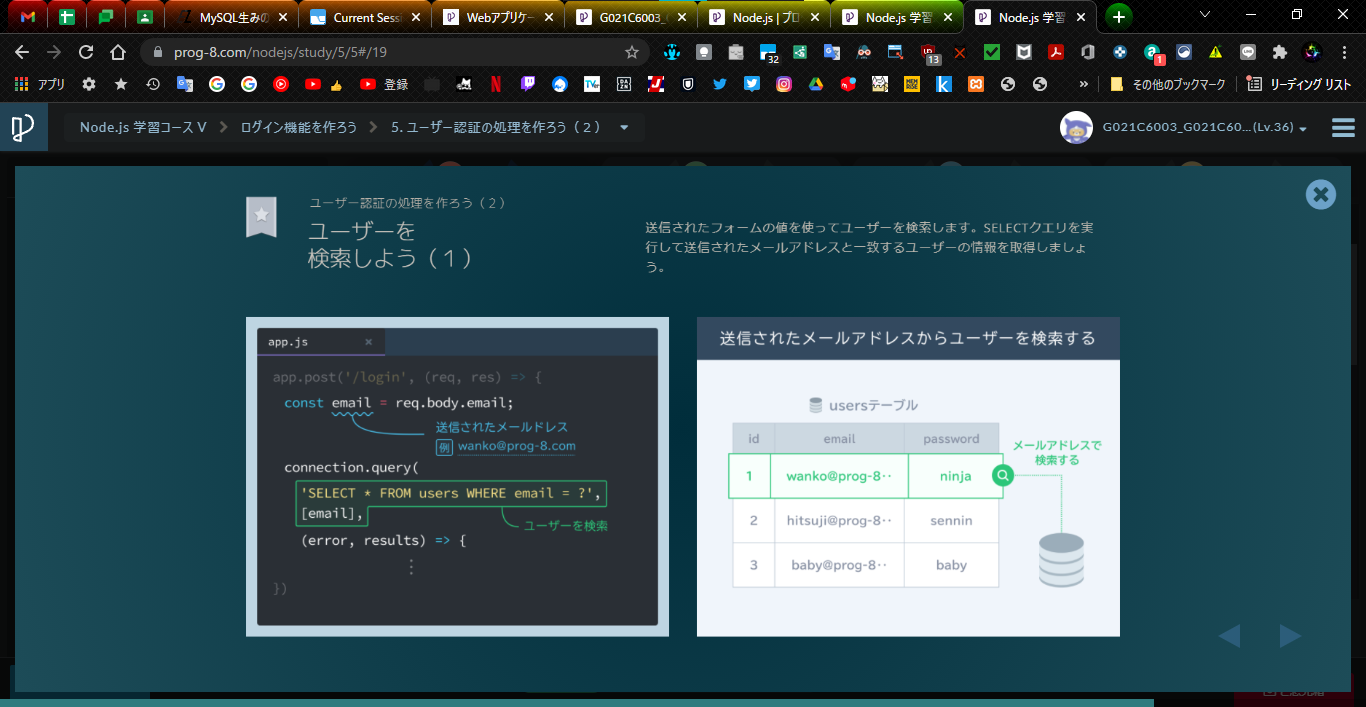 MySQL生みの
Current Sessi
Webアプリケー
G021C6003_
Node.js | プロ
Node.js 学習
Node.js 学習
prog-8.com/nodejs/study/5/5#/19
32
13
1
アプリ
登録
その他のブックマーク
リーディング リスト
Node.js 学習コース V
ログイン機能を作ろう
5. ユーザー認証の処理を作ろう（２）
G021C6003_G021C60...(Lv.36)
ユーザー認証の処理を作ろう（２）
ユーザーを
検索しよう（１）
送信されたフォームの値を使ってユーザーを検索します。SELECTクエリを実
行して送信されたメールアドレスと一致するユーザーの情報を取得しましょ
う。
app.js
app.post('/login', (req, res) => {
const email = req.body.email;
送信されたメールドレス
例 wanko@prog-8.com
connection.query(
'SELECT * FROM users WHERE email = ?',
[email],
ユーザーを検索
(error, results) => {
⋮
})
送信されたメールアドレスからユーザーを検索する
usersテーブル
id email password
1 wanko@prog-8‥ ninja
2 hitsuji@prog-8‥ sennin
3 baby@prog-8‥ baby
メールアドレスで
検索する